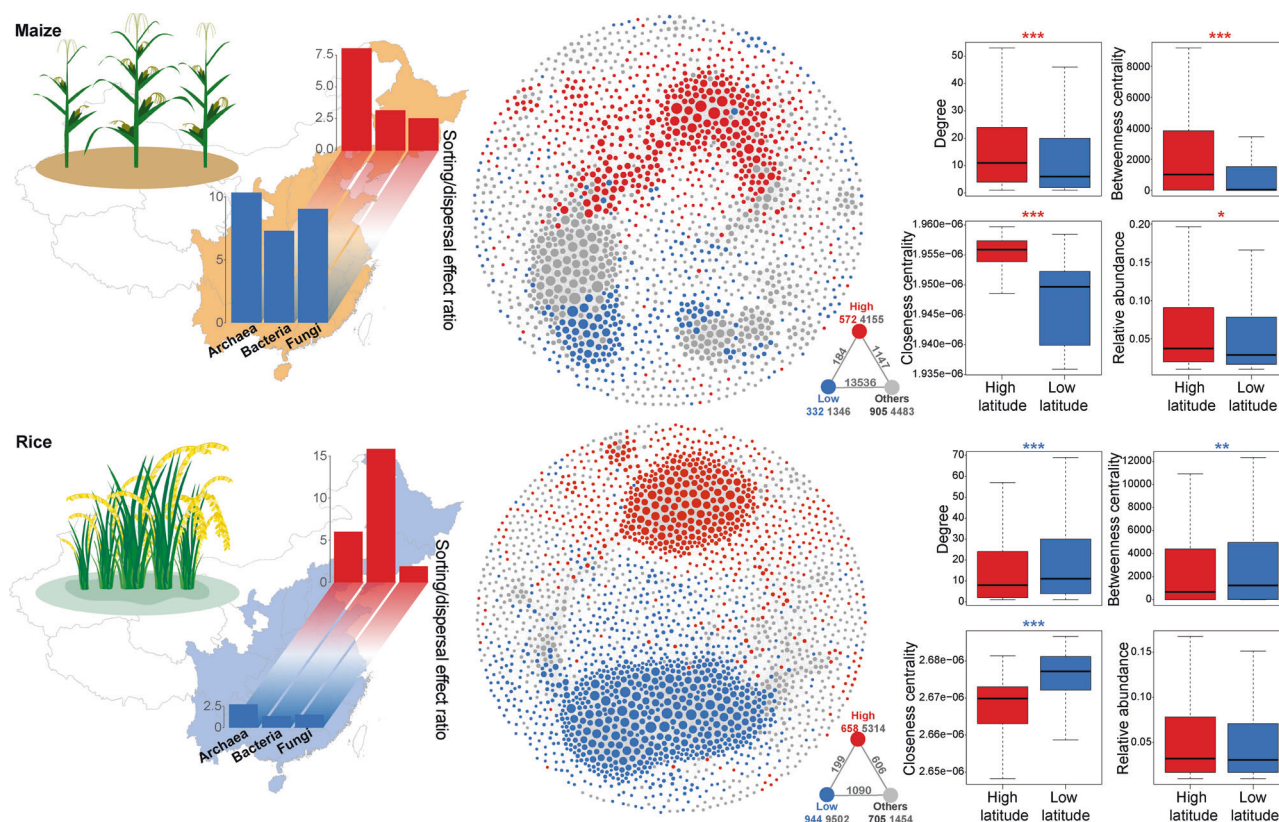 Maize
7.5
5.0
2.5
0.0
Sorting/dispersal effect ratio
10
5
0
Archaea
Bacteria
Fungi
High
572 4155
184
1147
13536
Low
332 1346
Others
905 4483
***
Degree
50
40
30
20
10
0
***
Betweenness centrality
8000
6000
4000
2000
0
***
Closeness centrality
1.960e-06
1.955e-06
1.950e-06
1.945e-06
1.940e-06
1.935e-06
High
latitude
Low
latitude
*
Relative abundance
0.20
0.15
0.10
0.05
High
latitude
Low
latitude
Rice
15
10
5
0
Sorting/dispersal effect ratio
2.5
0
Archaea
Bacteria
Fungi
High
658 5314
199
606
1090
Low
944 9502
Others
705 1454
***
Degree
70
60
50
40
30
20
10
0
**
Betweenness centrality
12000
10000
8000
6000
4000
2000
0
***
Closeness centrality
2.68e-06
2.67e-06
2.66e-06
2.65e-06
High
latitude
Low
latitude
Relative abundance
0.15
0.10
0.05
High
latitude
Low
latitude